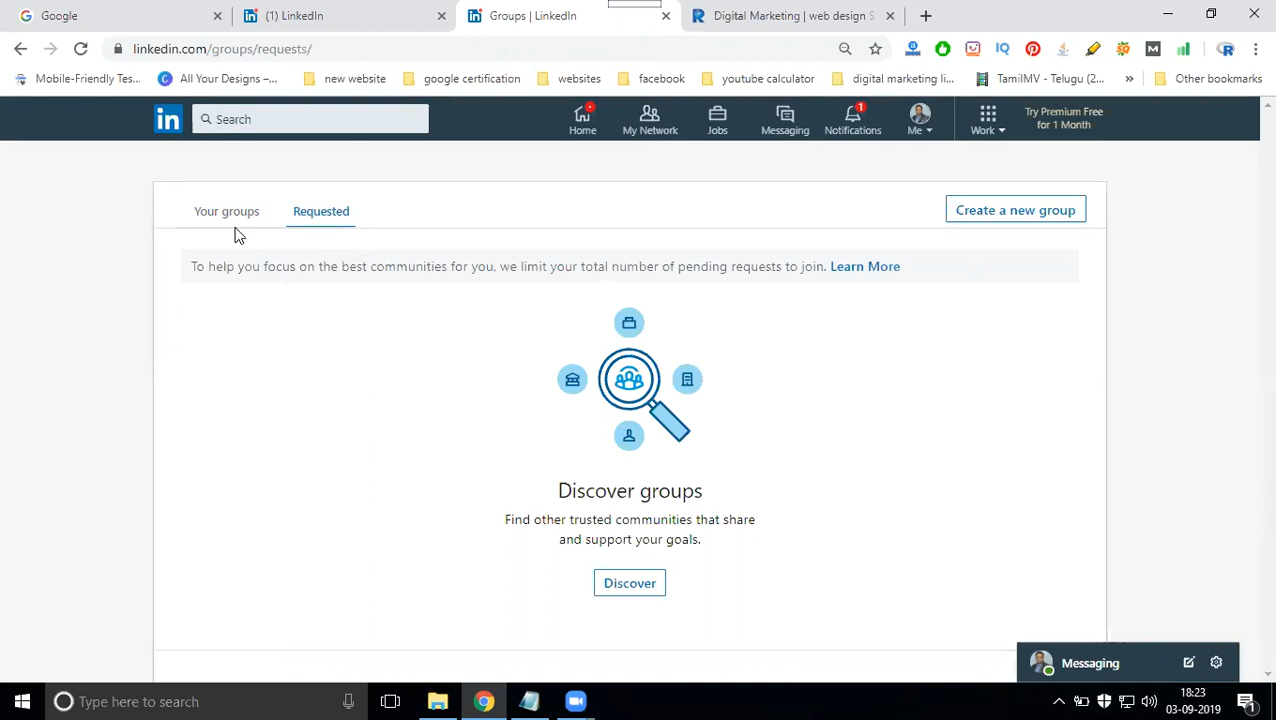 Google
(1) LinkedIn
Groups | LinkedIn
Digital Marketing | web design S
linkedin.com/groups/requests/
Mobile-Friendly Tes...
All Your Designs –...
new website
google certification
websites
facebook
youtube calculator
digital marketing li...
TamilMV - Telugu (2...
»
Other bookmarks
in
Search
Home
My Network
Jobs
Messaging
1
Notifications
Me
Work
Try Premium Free
for 1 Month
Your groups
Requested
Create a new group
To help you focus on the best communities for you, we limit your total number of pending requests to join. Learn More
Discover groups
Find other trusted communities that share
and support your goals.
Discover
Messaging
Type here to search
18:23
03-09-2019
1